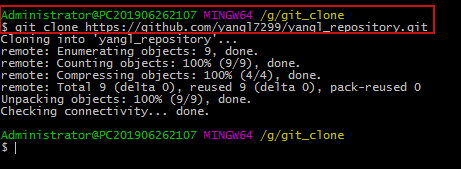 Administrator@PC201906262107 MINGW64 /g/git_clone
$ git clone https://github.com/yangl7299/yangl_repository.git
Cloning into 'yangl_repository'...
remote: Enumerating objects: 9, done.
remote: Counting objects: 100% (9/9), done.
remote: Compressing objects: 100% (4/4), done.
remote: Total 9 (delta 0), reused 9 (delta 0), pack-reused 0
Unpacking objects: 100% (9/9), done.
Checking connectivity... done.
Administrator@PC201906262107 MINGW64 /g/git_clone
$